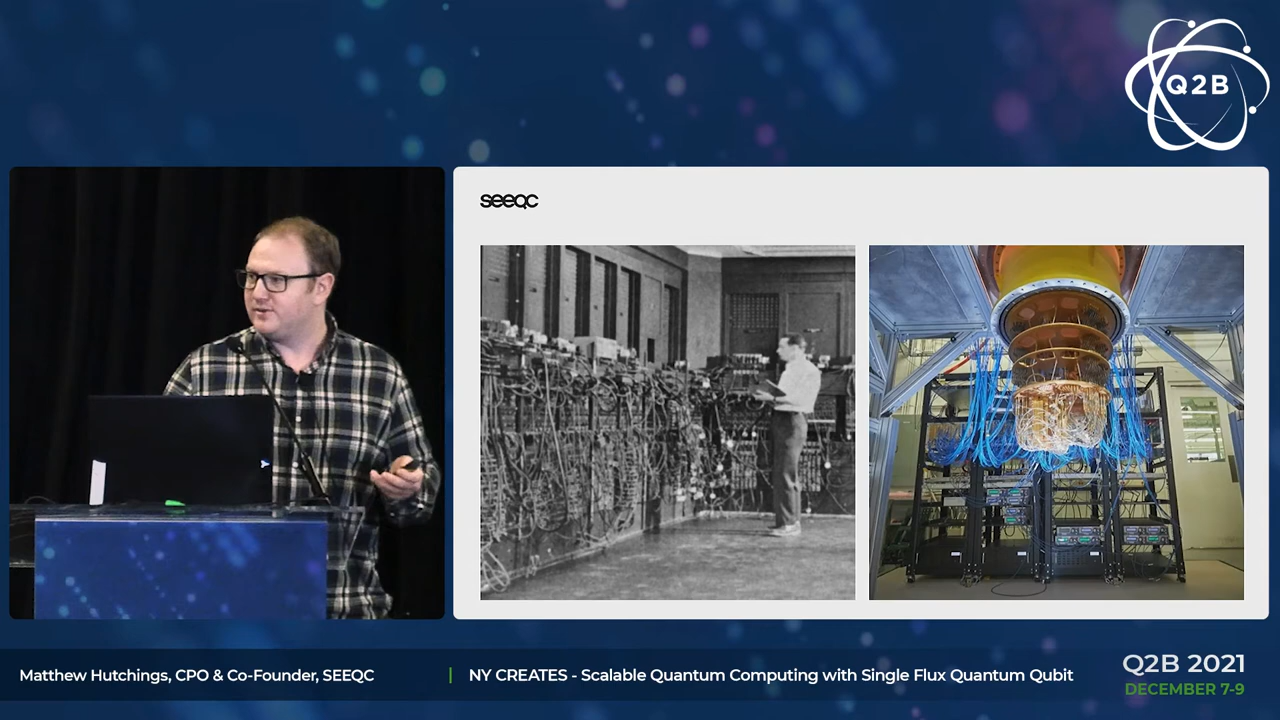 Q2B
seeqc
Matthew Hutchings, CPO & Co-Founder, SEEQC
NY CREATES - Scalable Quantum Computing with Single Flux Quantum Qubit
Q2B 2021
DECEMBER 7-9